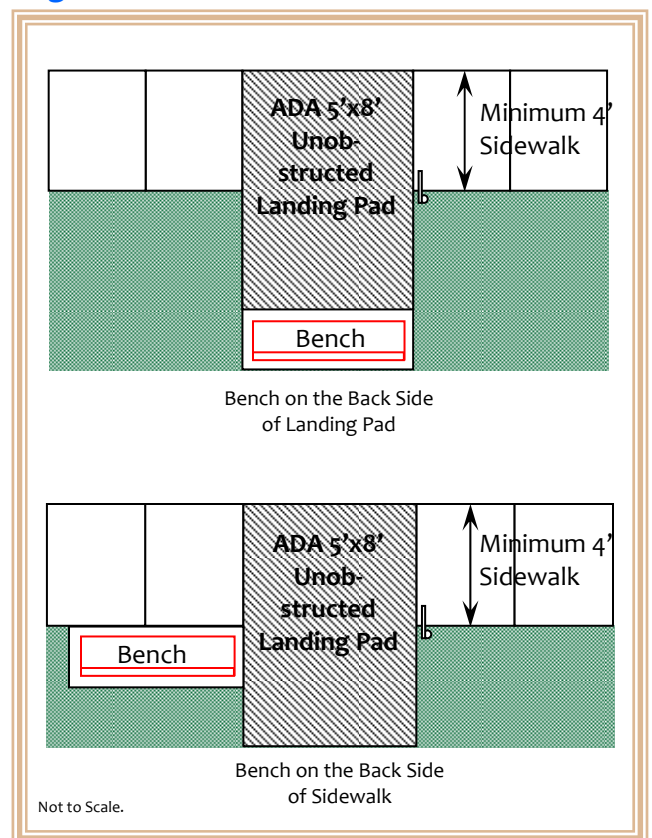 ADA 5'x8'
Unob-
structed
Landing Pad
Minimum 4'
Sidewalk
Bench
Bench on the Back Side
of Landing Pad
ADA 5'x8'
Unob-
structed
Landing Pad
Minimum 4'
Sidewalk
Bench
Bench on the Back Side
of Sidewalk
Not to Scale.